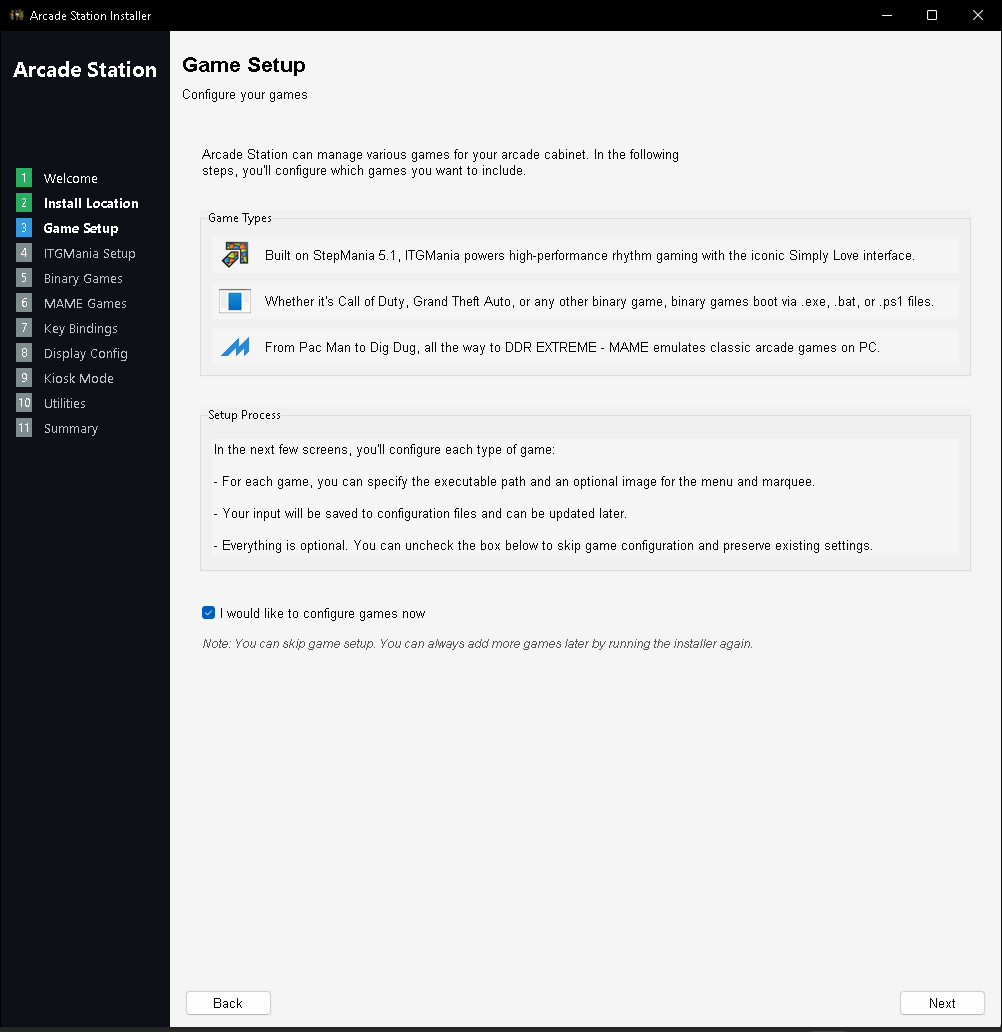 Arcade Station Installer
Arcade Station
1 Welcome
2 Install Location
3 Game Setup
4 ITGMania Setup
5 Binary Games
6 MAME Games
7 Key Bindings
8 Display Config
9 Kiosk Mode
10 Utilities
11 Summary
Game Setup
Configure your games
Arcade Station can manage various games for your arcade cabinet. In the following
steps, you'll configure which games you want to include.
Game Types
Built on StepMania 5.1, ITGMania powers high-performance rhythm gaming with the iconic Simply Love interface.
Whether it's Call of Duty, Grand Theft Auto, or any other binary game, binary games boot via .exe, .bat, or .ps1 files.
From Pac Man to Dig Dug, all the way to DDR EXTREME - MAME emulates classic arcade games on PC.
Setup Process
In the next few screens, you'll configure each type of game:
- For each game, you can specify the executable path and an optional image for the menu and marquee.
- Your input will be saved to configuration files and can be updated later.
- Everything is optional. You can uncheck the box below to skip game configuration and preserve existing settings.
I would like to configure games now
Note: You can skip game setup. You can always add more games later by running the installer again.
Back
Next